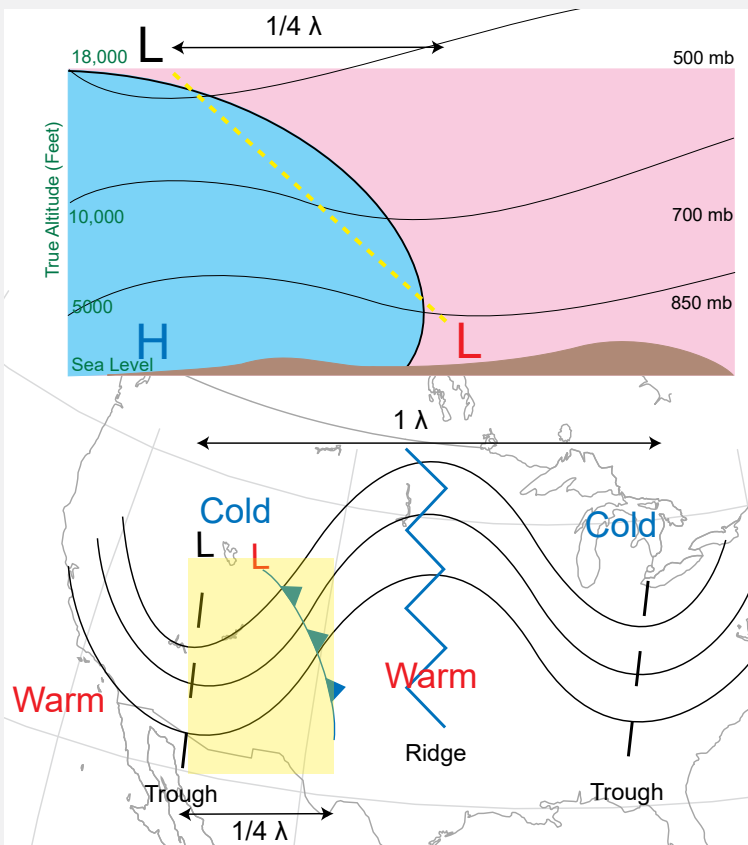 1/4 λ
L
18,000
500 mb
True Altitude (Feet)
10,000
700 mb
5000
850 mb
H
L
Sea Level
1 λ
Cold
Cold
L
L
Warm
Warm
Ridge
Trough
Trough
1/4 λ